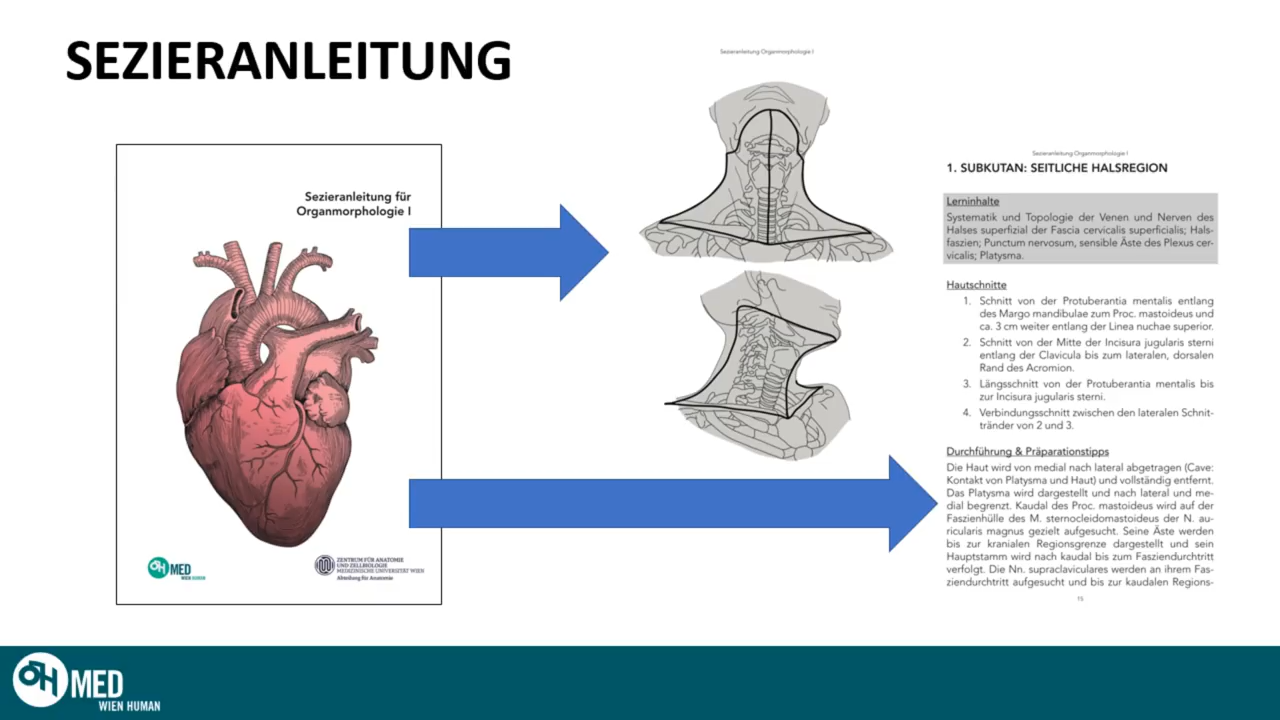 SEZIERANLEITUNG
Sezieranleitung für
Organmorphologie I
ÖH MED
WIEN HUMAN
ZENTRUM FÜR ANATOMIE
UND ZELLBIOLOGIE
MEDIZINISCHE UNIVERSITÄT WIEN
Abteilung für Anatomie
Sezieranleitung Organmorphologie I
Sezieranleitung Organmorphologie I
1. SUBKUTAN: SEITLICHE HALSREGION
Lerninhalte
Systematik und Topologie der Venen und Nerven des
Halses superfizial der Fascia cervicalis superficialis; Hals-
faszien; Punctum nervosum, sensible Äste des Plexus cer-
vicalis; Platysma.
Hautschnitte
1. Schnitt von der Protuberantia mentalis entlang
des Margo mandibulae zum Proc. mastoideus und
ca. 3 cm weiter entlang der Linea nuchae superior.
2. Schnitt von der Mitte der Incisura jugularis sterni
entlang der Clavicula bis zum lateralen, dorsalen
Rand des Acromion.
3. Längsschnitt von der Protuberantia mentalis bis
zur Incisura jugularis sterni.
4. Verbindungsschnitt zwischen den lateralen Schnit-
tränder von 2 und 3.
Durchführung & Präparationstipps
Die Haut wird von medial nach lateral abgetragen (Cave:
Kontakt von Platysma und Haut) und vollständig entfernt.
Das Platysma wird dargestellt und nach lateral und me-
dial begrenzt. Kaudal des Proc. mastoideus wird auf der
Faszienhülle des M. sternocleidomastoideus der N. au-
ricularis magnus gezielt aufgesucht. Seine Äste werden
bis zur kranialen Regionsgrenze dargestellt und sein
Hauptstamm wird nach kaudal bis zum Fasziendurchtritt
verfolgt. Die Nn. supraclaviculares werden an ihrem Fas-
ziendurchtritt aufgesucht und bis zur kaudalen Regions-
15
ÖH MED
WIEN HUMAN